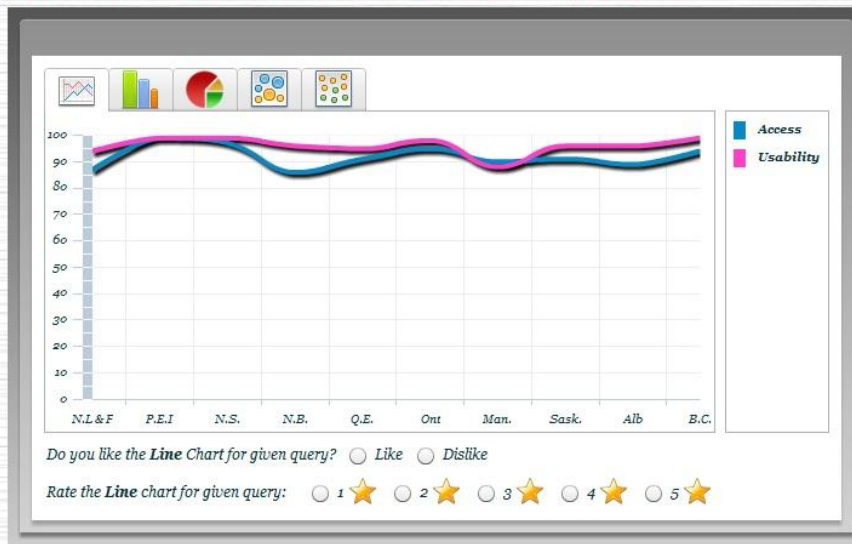 Access
Usability
100
90
80
70
60
50
40
30
20
10
0
N.L & F P.E.I N.S. N.B. Q.E. Ont Man. Sask. Alb B.C.
Do you like the Line Chart for given query? Like Dislike
Rate the Line chart for given query: 1 2 3 4 5